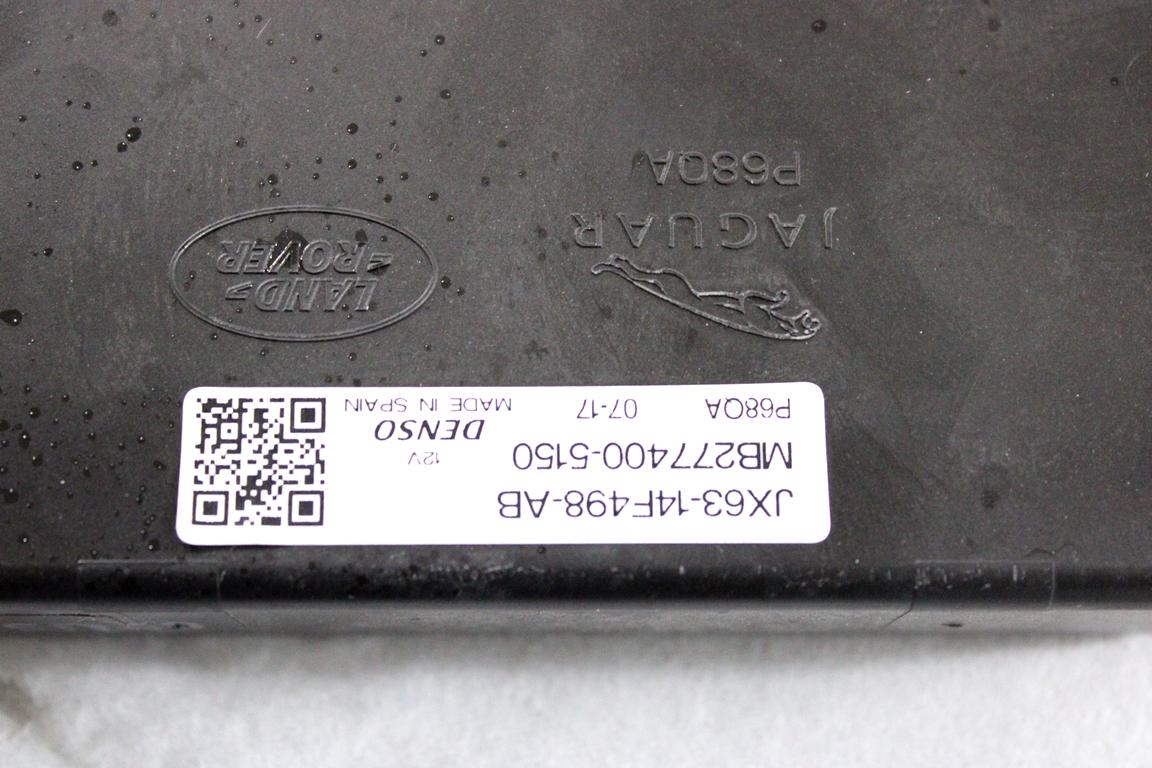 JX63-14F498-AB
MB277400-5150 12V
DENSO
P68QA 07-17 MADE IN SPAIN
LAND
ROVER
JAGUAR
P68QA